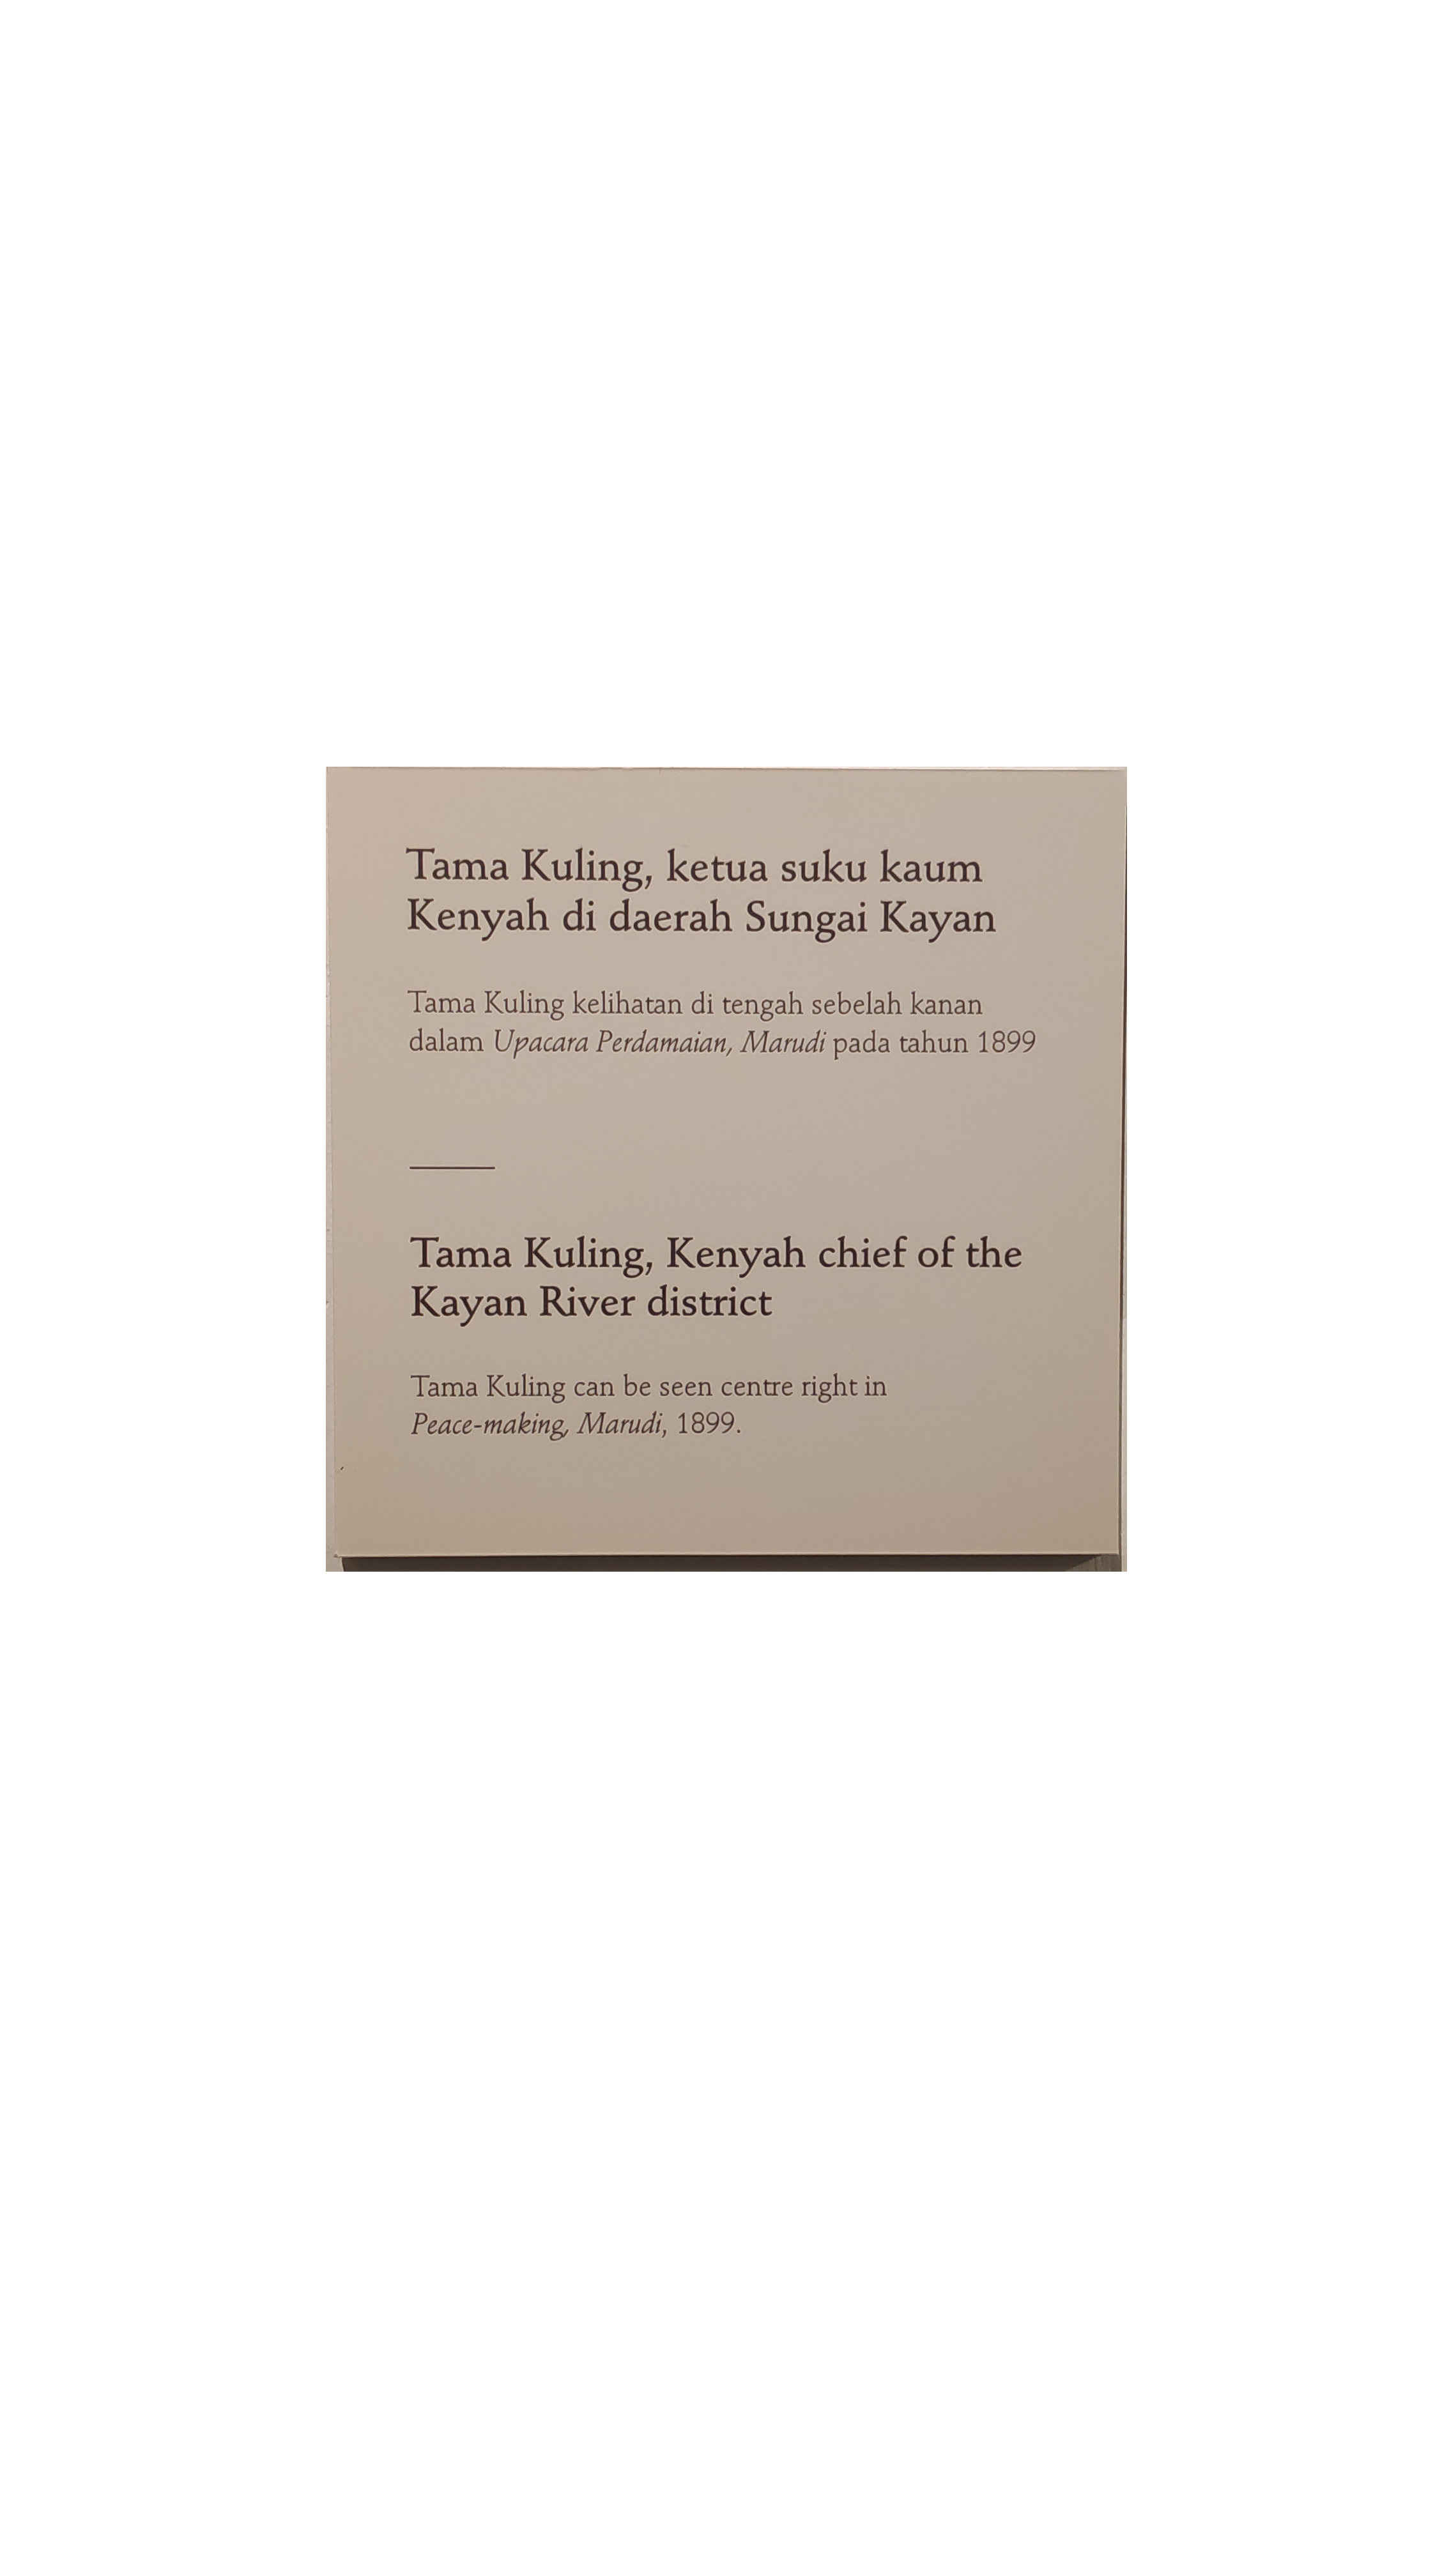 Tama Kuling, ketua suku kaum
Kenyah di daerah Sungai Kayan
Tama Kuling kelihatan di tengah sebelah kanan
dalam Upacara Perdamaian, Marudi pada tahun 1899
Tama Kuling, Kenyah chief of the
Kayan River district
Tama Kuling can be seen centre right in
Peace-making, Marudi, 1899.